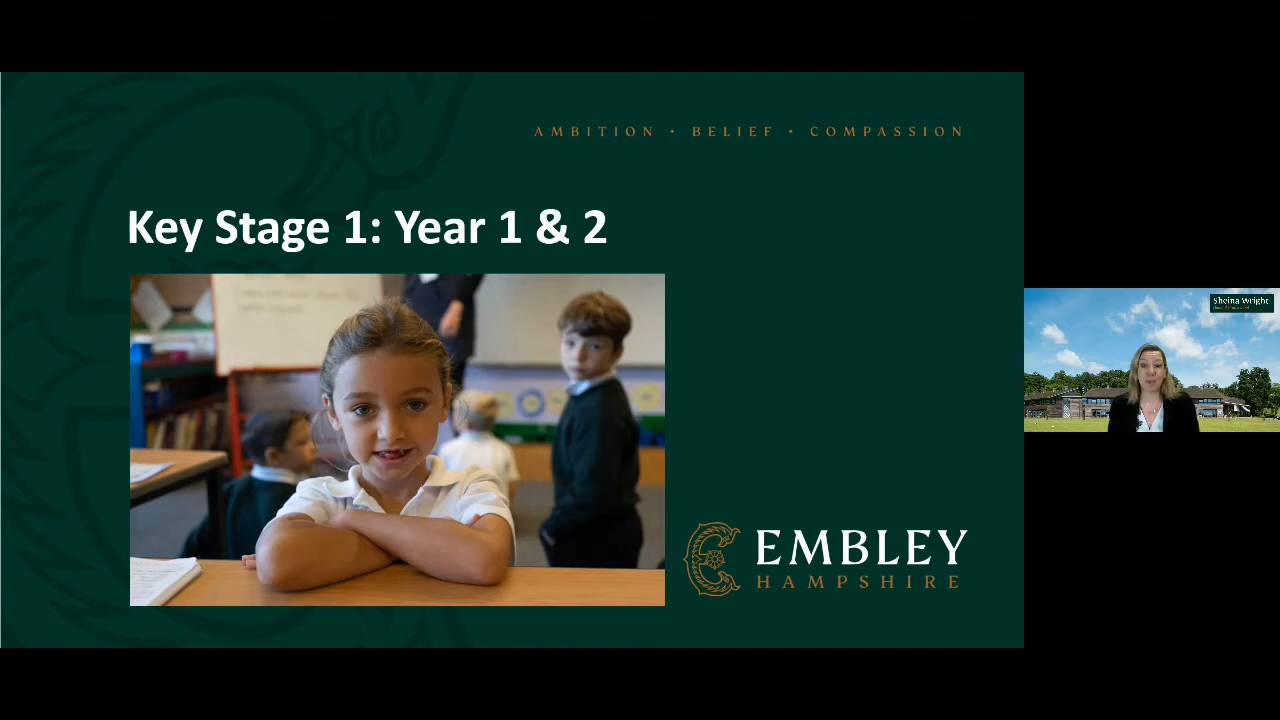 AMBITION • BELIEF • COMPASSION
Key Stage 1: Year 1 & 2
Sheina Wright
EMBLEY
HAMPSHIRE